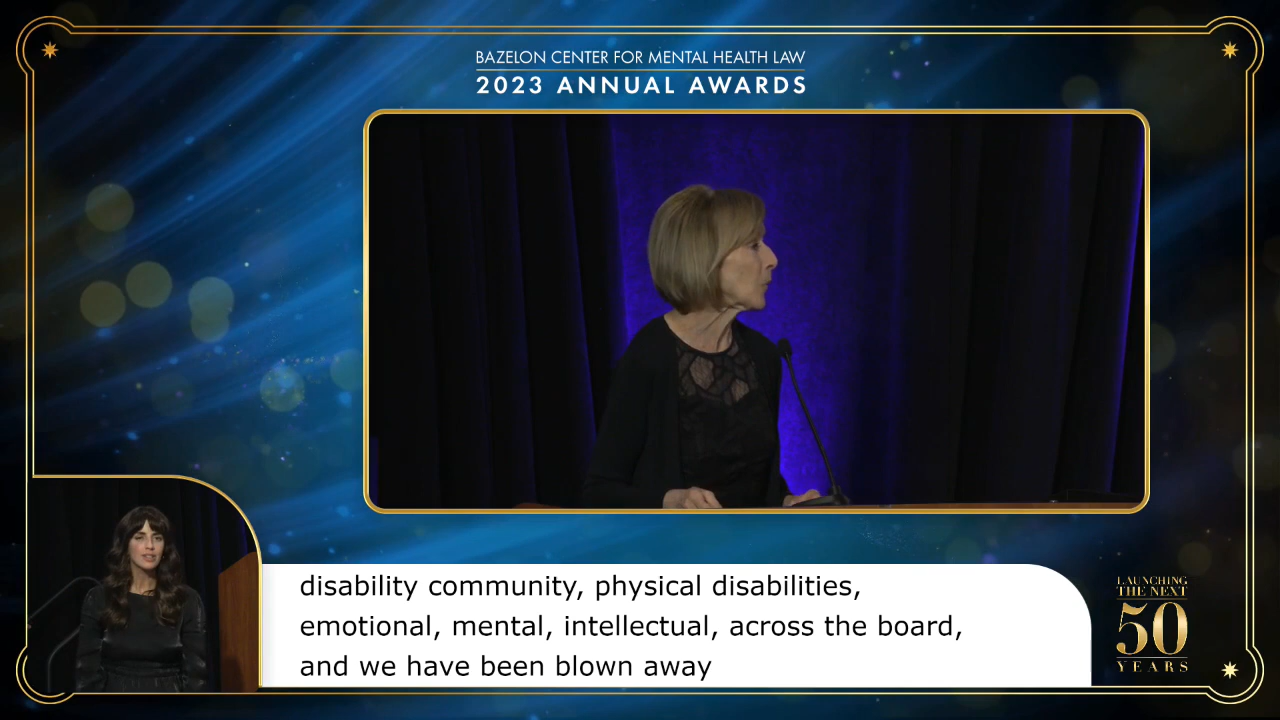 BAZELON CENTER FOR MENTAL HEALTH LAW
2023 ANNUAL AWARDS
disability community, physical disabilities,
emotional, mental, intellectual, across the board,
and we have been blown away
LAUNCHING
THE NEXT
50
YEARS